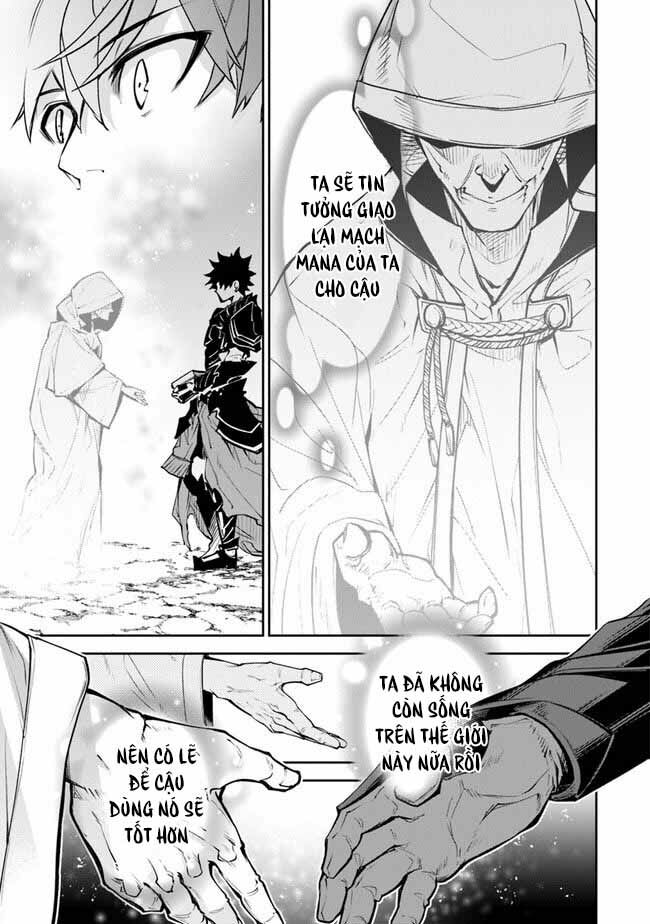 TA SẼ TIN
TƯỞNG GIAO
LẠI MẠCH
MANA CỦA TA
CHO CẬU
TA ĐÃ KHÔNG
CÒN SỐNG
TRÊN THẾ GIỚI
NÀY NỮA RỒI
NÊN CÓ LẼ
ĐỂ CẬU
DÙNG NÓ SẼ
TỐT HƠN